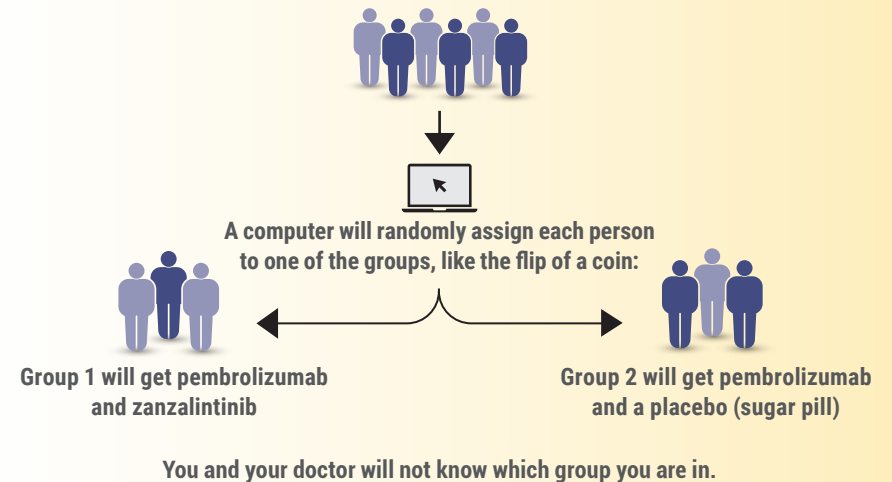 A computer will randomly assign each person
to one of the groups, like the flip of a coin:
Group 1 will get pembrolizumab
and zanzalintinib
Group 2 will get pembrolizumab
and a placebo (sugar pill)
You and your doctor will not know which group you are in.